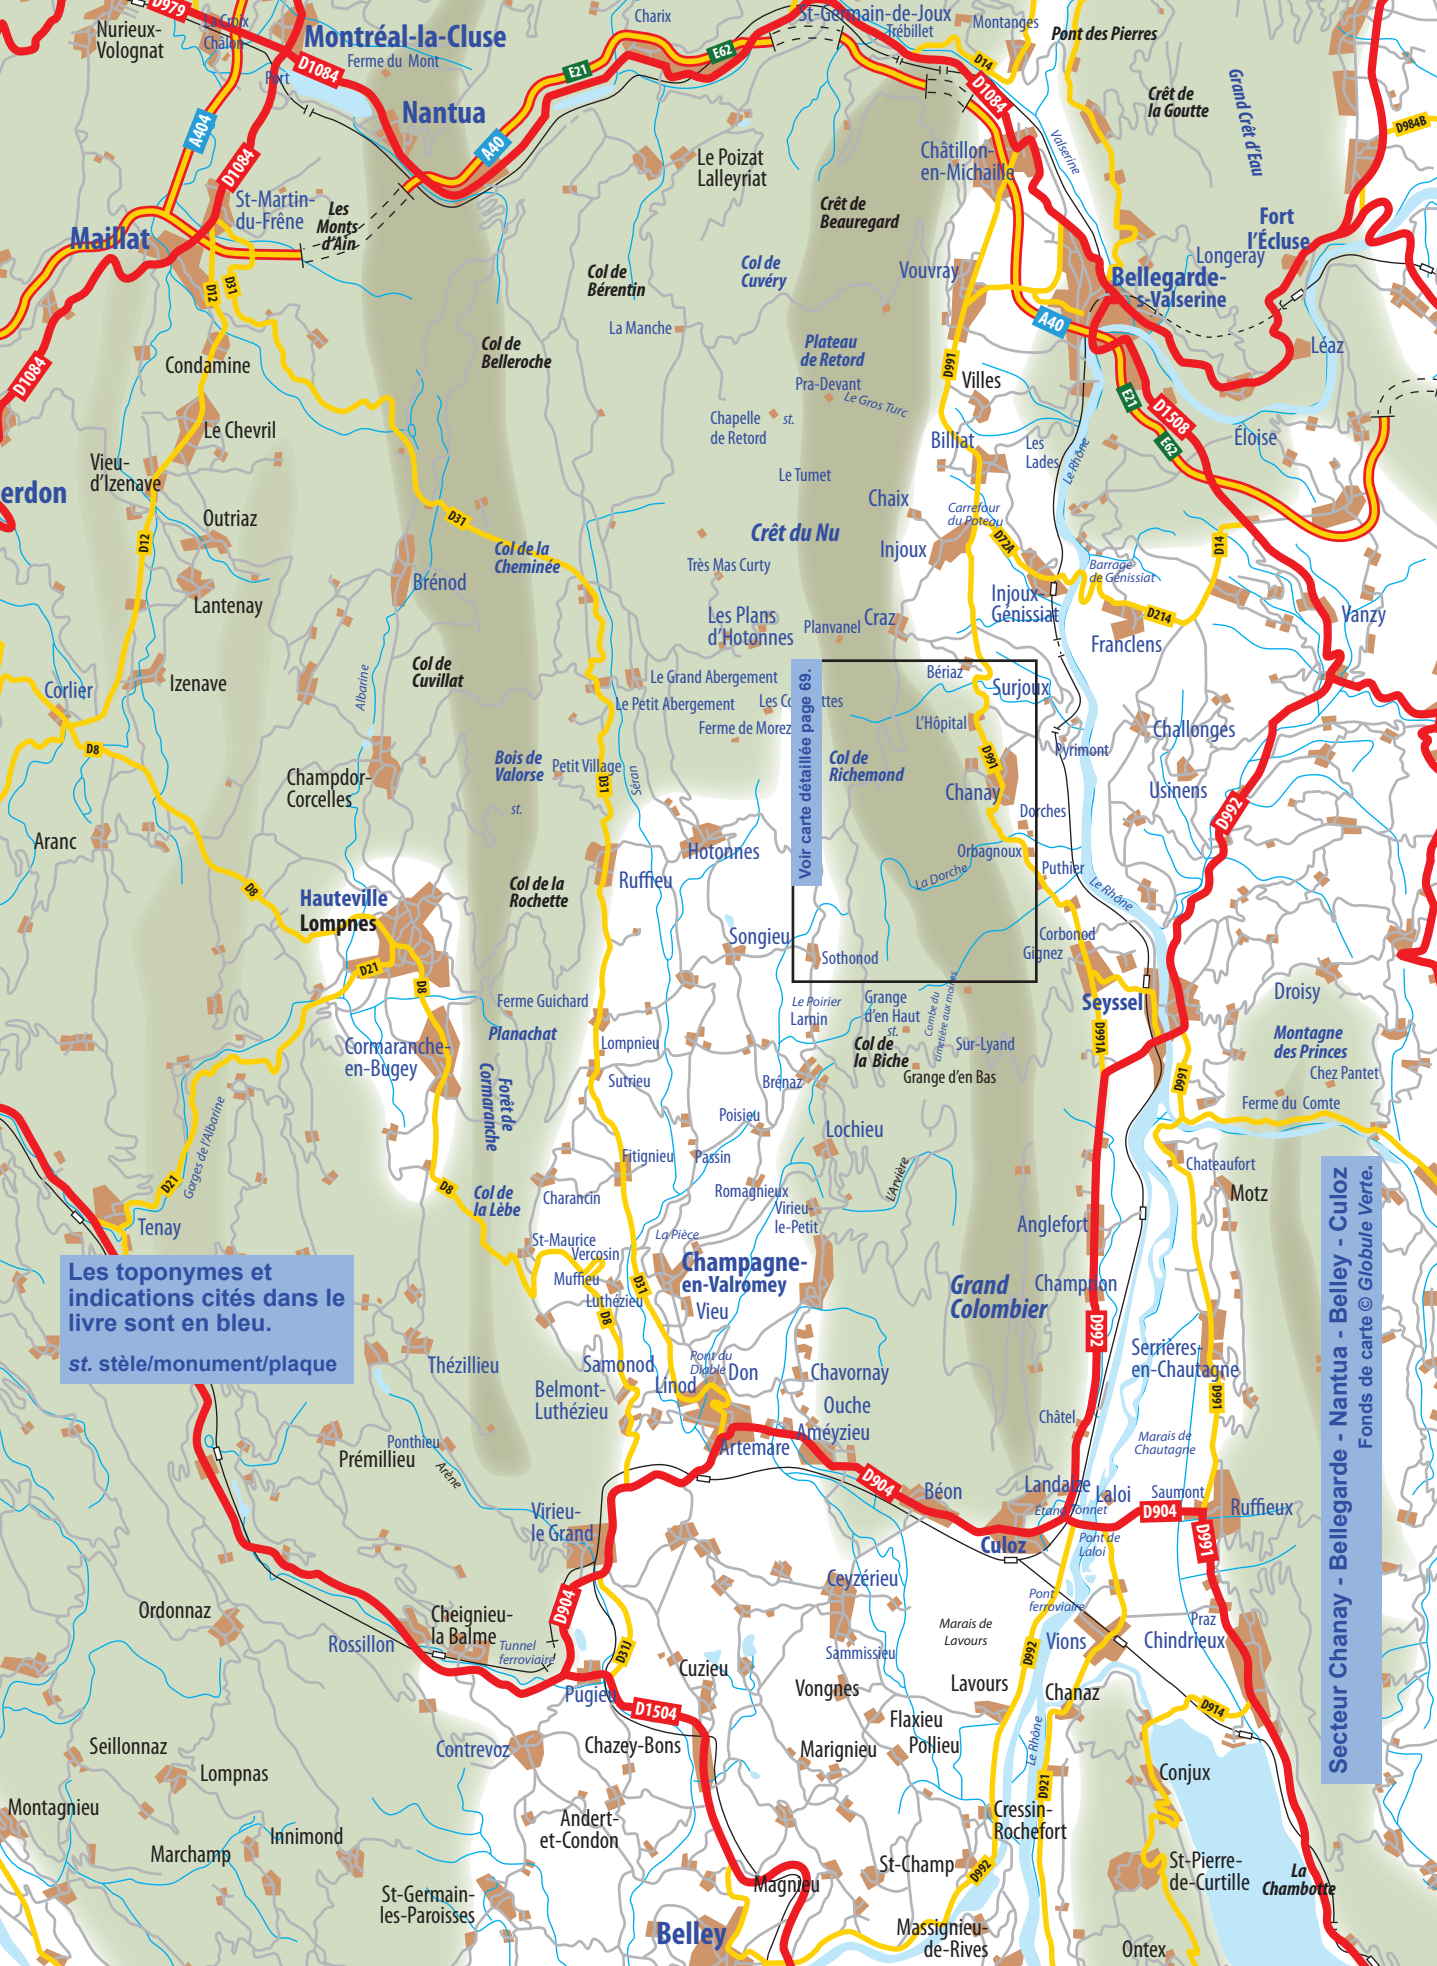 D979
La Croix
Châlon
Nurieux-
Volognat
Montréal-la-Cluse
Ferme du Mont
Port
D1084
Nantua
A404
D1084
Charix
E21
E62
A40
St-Germain-de-Joux
Trébillet
Montanges
D14
D1084
Pont des Pierres
Crêt de
la Goutte
Grand Crêt d'Eau
D984B
Valserine
Châtillon-
en-Michaille
Le Poizat
Lalleyriat
Crêt de
Beauregard
St-Martin-
du-Frêne
Les
Monts
d'Ain
Maillat
Fort
l'Écluse
Longeray
Bellegarde-
s-Valserine
Vouvray
Col de
Cuvéry
Col de
Bérentin
D12
D31
La Manche
A40
Plateau
de Retord
Pra-Devant
Le Gros Turc
Col de
Belleroche
Condamine
D1084
D991
Villes
Léaz
E21
D1508
E62
Chapelle
de Retord
st.
Billiat
Les
Lades
Le Rhône
Éloise
Le Chevril
Vieu-
d'Izenave
erdon
Le Tumet
Chaix
Carrefour
du Poteau
Outriaz
D31
D12
Crêt du Nu
Injoux
D72A
D14
Col de la
Cheminée
Très Mas Curty
Barrage
de Génissiat
Brénod
Lantenay
Injoux-
Génissiat
D214
Vanzy
Les Plans
d'Hotonnes
Planvanel
Craz
Franclens
Col de
Cuvillat
Albarine
Izenave
Corlier
D8
Le Grand Abergement
Le Petit Abergement
Les Co
ttes
Ferme de Morez
Voir carte détaillée page 69.
Bériaz
Surjoux
L'Hôpital
D991
Pyrimont
Challonges
Col de
Richemond
Bois de
Valorse
st.
Petit Village
D31
Séran
Champdor-
Corcelles
Chanay
Usinens
D992
Dorches
Aranc
Hotonnes
Orbagnoux
Puthier
La Dorche
Le Rhône
D8
Hauteville
Lompnes
Col de la
Rochette
Ruffieu
Songieu
Sothonod
Corbonod
Gignez
D21
D8
Ferme Guichard
Planachat
Le Poirier
Larnin
Grange
d'en Haut
st.
Combe du
cimetière aux moines
Seyssel
Droisy
Cormaranche-
en-Bugey
Forêt de
Cormaranche
Lompnieu
Col de
la Biche
Sur-Lyand
D991A
Montagne
des Princes
Chez Pantet
Sutrieu
Brénaz
Grange d'en Bas
D991
Ferme du Comte
Gorges de l'Albarine
Poisieu
Lochieu
Fitignieu
Passin
Chateaufort
D21
D8
Col de
la Lèbe
Charancin
Romagnieux
Virieu-
le-Petit
L'Arvière
Motz
Tenay
Anglefort
St-Maurice
Vercosin
La Pièce
Les toponymes et
indications cités dans le
livre sont en bleu.
st. stèle/monument/plaque
Muffieu
Luthézieu
D31
Champagne-
en-Valromey
Vieu
Grand
Colombier
Champrion
D8
D992
Serrières-
en-Chautagne
Thézillieu
Samonod
Pont du
Diable
Don
Linod
Chavornay
Belmont-
Luthézieu
D991
Ouche
Châtel
Marais de
Chautagne
Ponthieu
Prémillieu
Arène
Artemare
Améyzieu
D904
Béon
Landaize
Laloi
Saumont
Étang Tonnet
D904
Ruffieux
Virieu-
le Grand
Culoz
Pont de
Laloi
D991
Ceyzérieu
Pont
ferroviaire
Ordonnaz
D904
Cheignieu-
la Balme
Rossillon
Tunnel
ferroviaire
D31J
Marais de
Lavours
Praz
Sammissieu
D992
Vions
Chindrieux
Cuzieu
Pugieu
Vongnes
Lavours
Chanaz
D914
D1504
Flaxieu
Contrevoz
Chazey-Bons
Marignieu
Pollieu
Le Rhône
Seillonnaz
Lompnas
Conjux
D921
Montagnieu
Andert-
et-Condon
Cressin-
Rochefort
Innimond
Marchamp
St-Champ
D992
St-Pierre-
de-Curtille
La
Chambotte
St-Germain-
les-Paroisses
Magnieu
Belley
Massignieu-
de-Rives
Ontex
Secteur Chanay - Bellegarde - Nantua - Belley - Culoz
Fonds de carte © Globule Verte.